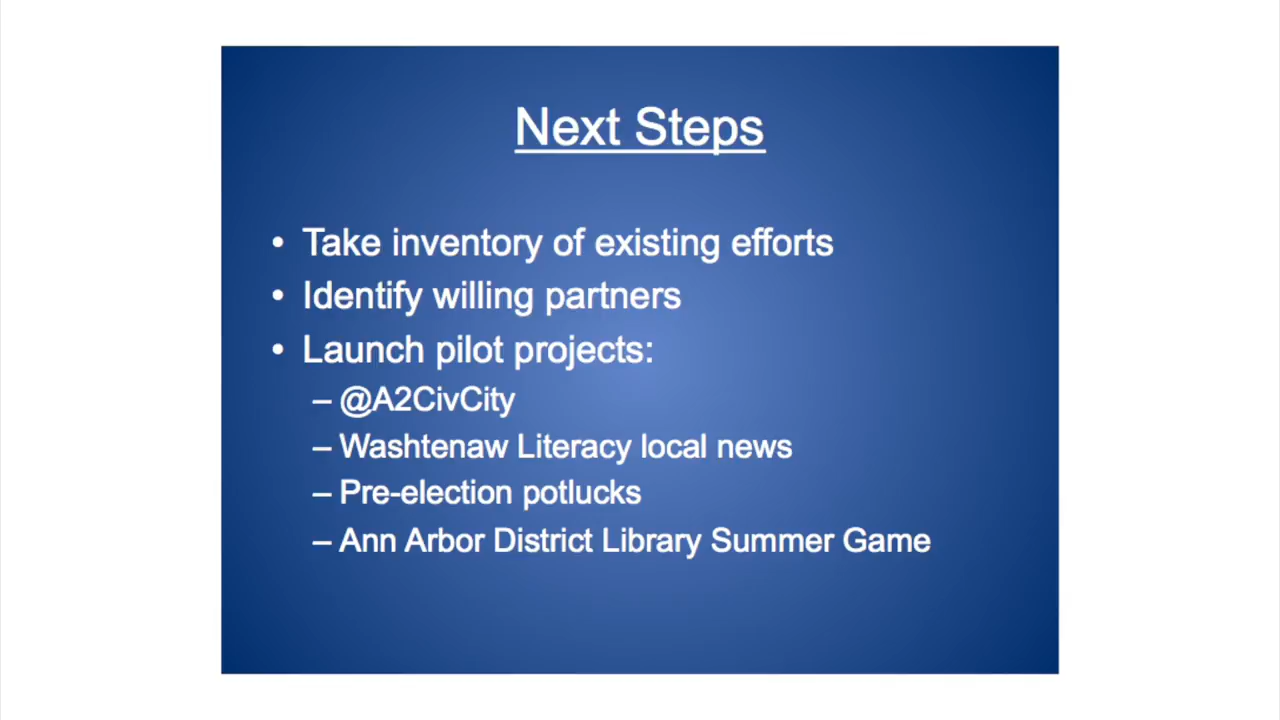 Next Steps
• Take inventory of existing efforts
• Identify willing partners
• Launch pilot projects:
– @A2CivCity
– Washtenaw Literacy local news
– Pre-election potlucks
– Ann Arbor District Library Summer Game